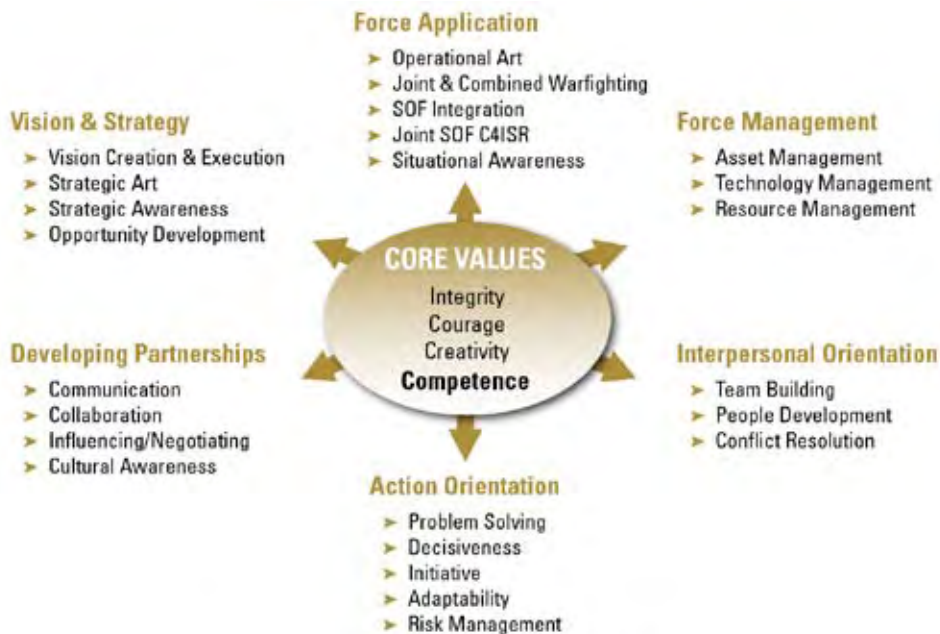 Force Application
➤ Operational Art
➤ Joint & Combined Warfighting
➤ SOF Integration
➤ Joint SOF C4ISR
➤ Situational Awareness
Vision & Strategy
➤ Vision Creation & Execution
➤ Strategic Art
➤ Strategic Awareness
➤ Opportunity Development
Force Management
➤ Asset Management
➤ Technology Management
➤ Resource Management
CORE VALUES
Integrity
Courage
Creativity
Competence
Developing Partnerships
➤ Communication
➤ Collaboration
➤ Influencing/Negotiating
➤ Cultural Awareness
Interpersonal Orientation
➤ Team Building
➤ People Development
➤ Conflict Resolution
Action Orientation
➤ Problem Solving
➤ Decisiveness
➤ Initiative
➤ Adaptability
➤ Risk Management